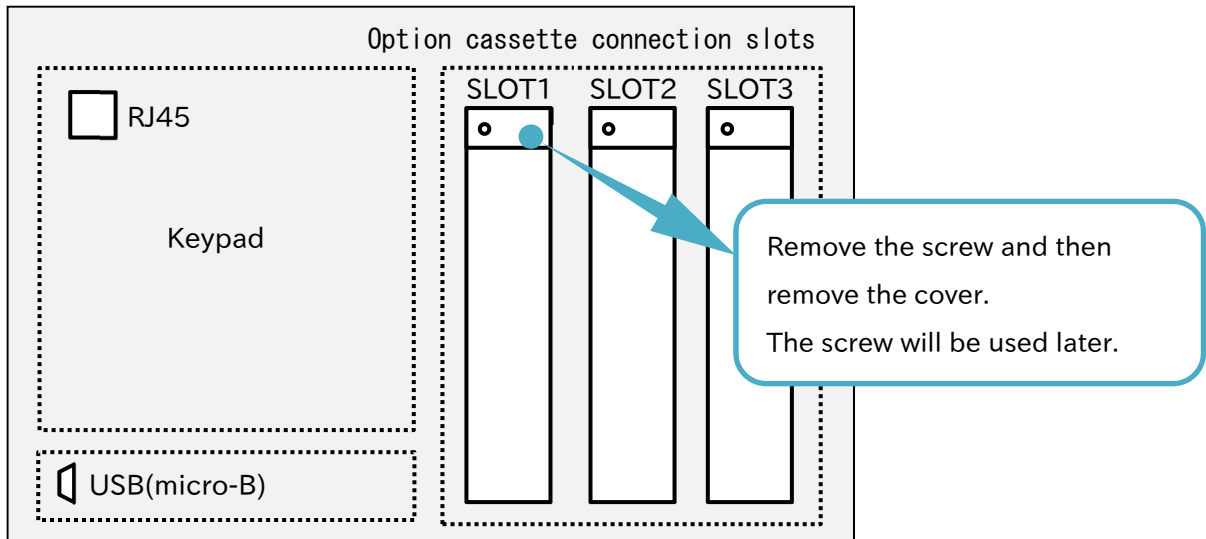 Option cassette connection slots
SLOT1 SLOT2 SLOT3
RJ45
Keypad
Remove the screw and then
remove the cover.
The screw will be used later.
USB(micro-B)